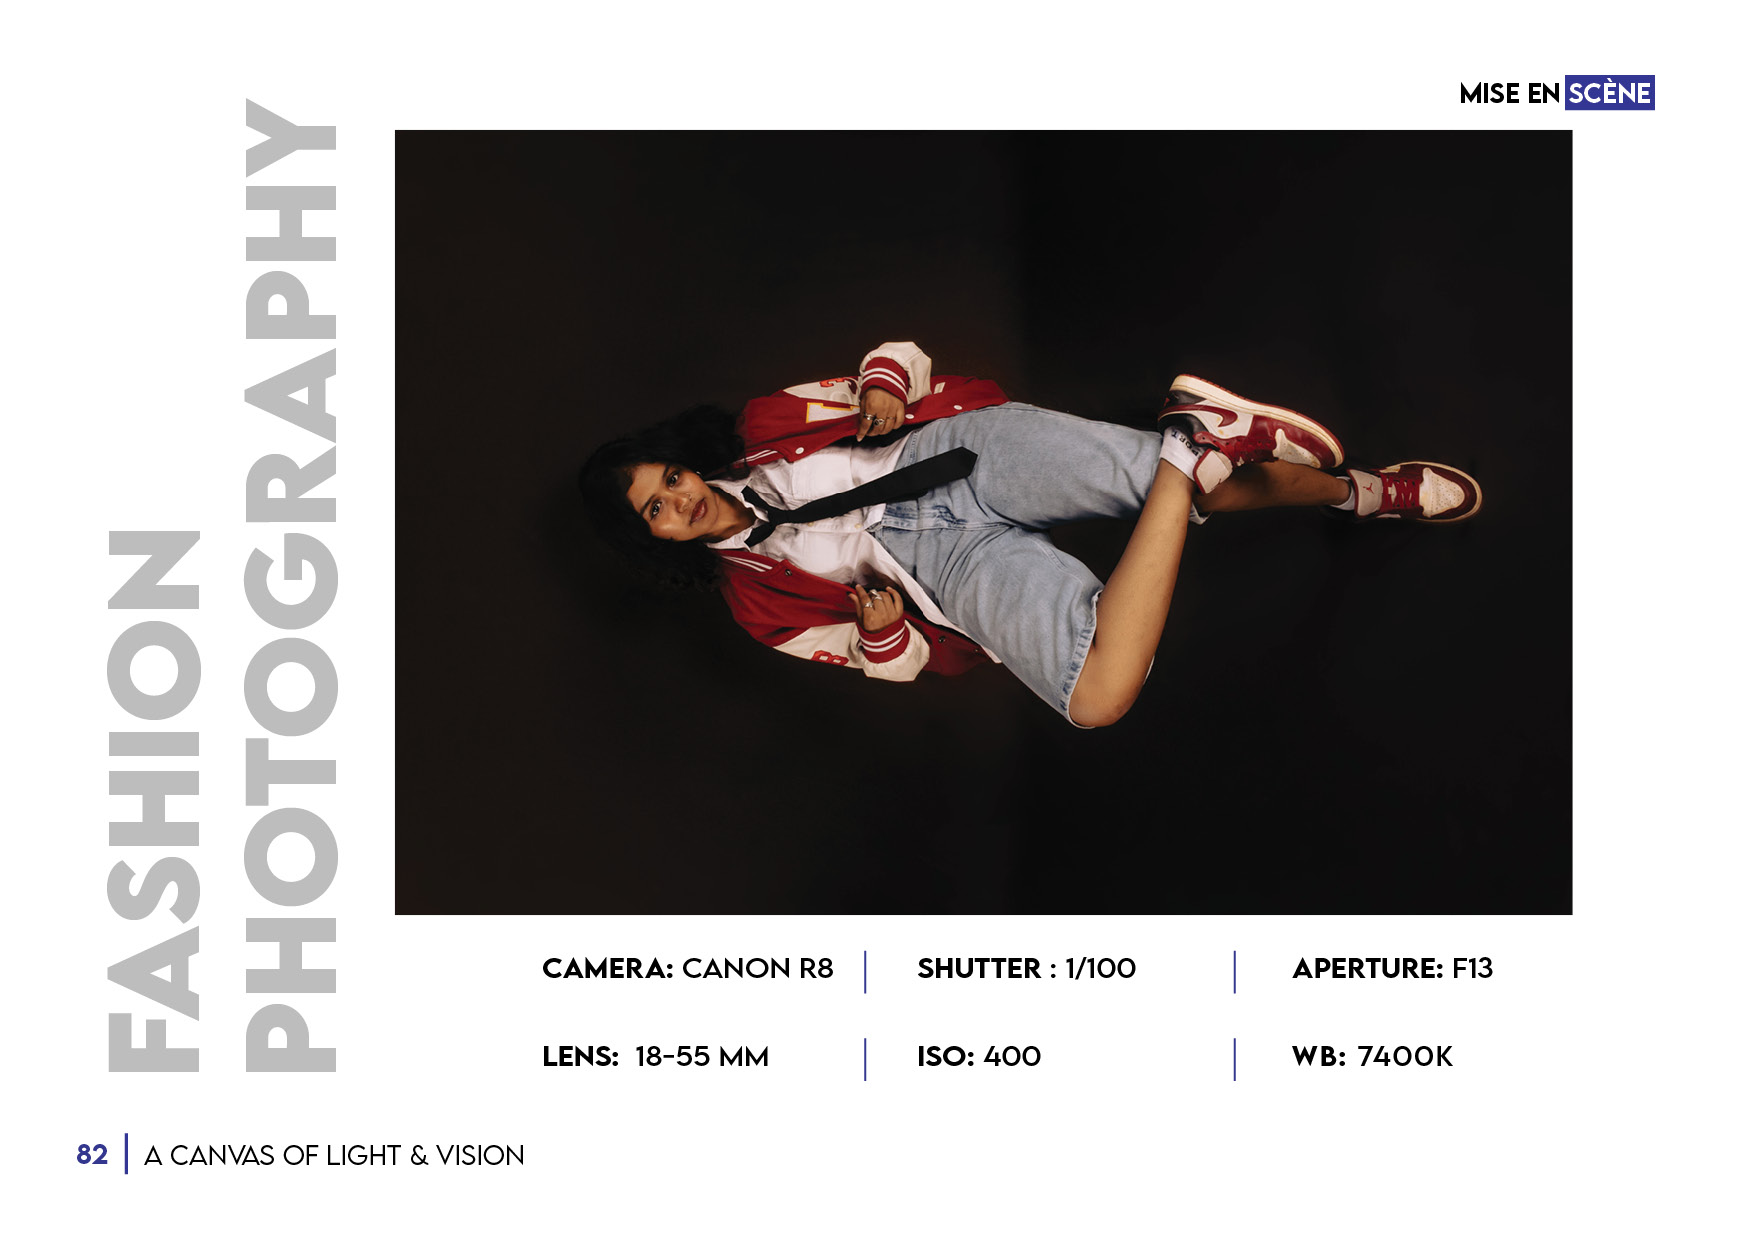 MISE EN SCÈNE
FASHION
PHOTOGRAPHY
CAMERA: CANON R8
SHUTTER : 1/100
APERTURE: F13
LENS: 18-55 MM
ISO: 400
WB: 7400K
82
A CANVAS OF LIGHT & VISION